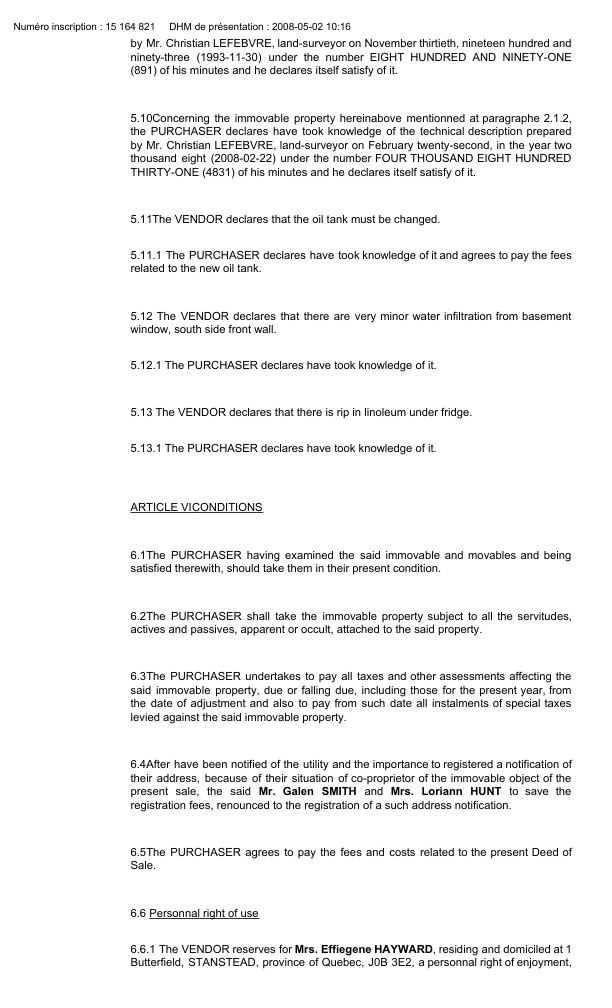 Numéro inscription : 15 164 821 DHM de présentation : 2008-05-02 10:16
by Mr. Christian LEFEBVRE, land-surveyor on November thirtieth, nineteen hundred and
ninety-three (1993-11-30) under the number EIGHT HUNDRED AND NINETY-ONE
(891) of his minutes and he declares itself satisfy of it.
5.10Concerning the immovable property hereinabove mentionned at paragraphe 2.1.2,
the PURCHASER declares have took knowledge of the technical description prepared
by Mr. Christian LEFEBVRE, land-surveyor on February twenty-second, in the year two
thousand eight (2008-02-22) under the number FOUR THOUSAND EIGHT HUNDRED
THIRTY-ONE (4831) of his minutes and he declares itself satisfy of it.
5.11The VENDOR declares that the oil tank must be changed.
5.11.1 The PURCHASER declares have took knowledge of it and agrees to pay the fees
related to the new oil tank.
5.12 The VENDOR declares that there are very minor water infiltration from basement
window, south side front wall.
5.12.1 The PURCHASER declares have took knowledge of it.
5.13 The VENDOR declares that there is rip in linoleum under fridge.
5.13.1 The PURCHASER declares have took knowledge of it.
ARTICLE VICONDITIONS
6.1The PURCHASER having examined the said immovable and movables and being
satisfied therewith, should take them in their present condition.
6.2The PURCHASER shall take the immovable property subject to all the servitudes,
actives and passives, apparent or occult, attached to the said property.
6.3The PURCHASER undertakes to pay all taxes and other assessments affecting the
said immovable property, due or falling due, including those for the present year, from
the date of adjustment and also to pay from such date all instalments of special taxes
levied against the said immovable property.
6.4After have been notified of the utility and the importance to registered a notification of
their address, because of their situation of co-proprietor of the immovable object of the
present sale, the said Mr. Galen SMITH and Mrs. Loriann HUNT to save the
registration fees, renounced to the registration of a such address notification.
6.5The PURCHASER agrees to pay the fees and costs related to the present Deed of
Sale.
6.6 Personnal right of use
6.6.1 The VENDOR reserves for Mrs. Effiegene HAYWARD, residing and domiciled at 1
Butterfield, STANSTEAD, province of Quebec, J0B 3E2, a personnal right of enjoyment,